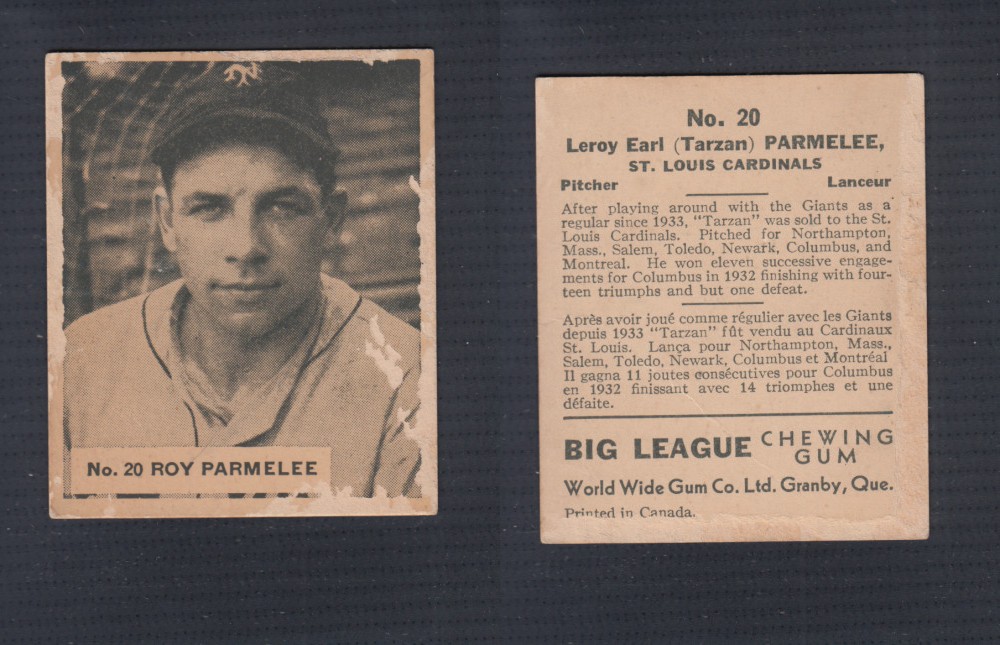 NY
No. 20 ROY PARMELEE
No. 20
Leroy Earl (Tarzan) PARMELEE,
ST. LOUIS CARDINALS
Pitcher Lanceur
After playing around with the Giants as a
regular since 1933, "Tarzan" was sold to the St.
Louis Cardinals. Pitched for Northampton,
Mass., Salem, Toledo, Newark, Columbus, and
Montreal. He won eleven successive engage-
ments for Columbus in 1932 finishing with four-
teen triumphs and but one defeat.
Après avoir joué comme régulier avec les Giants
depuis 1933 "Tarzan" fût vendu au Cardinaux
St. Louis. Lança pour Northampton, Mass.,
Salem, Toledo, Newark, Columbus et Montréal
Il gagna 11 joutes consécutives pour Columbus
en 1932 finissant avec 14 triomphes et une
défaite.
BIG LEAGUE CHEWING
GUM
World Wide Gum Co. Ltd. Granby, Que.
Printed in Canada.